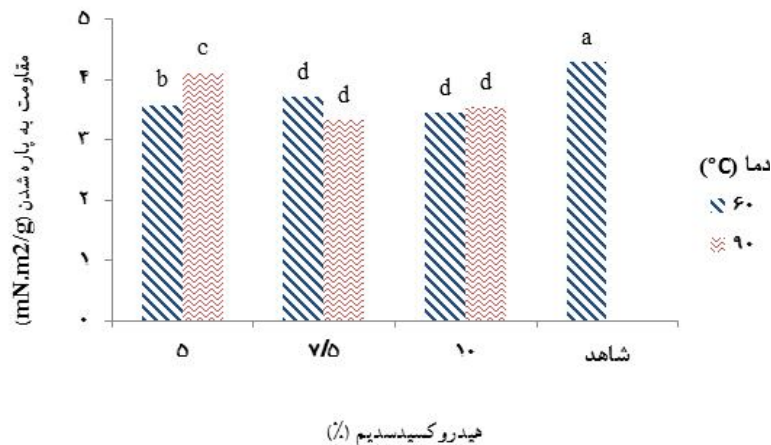 مقاومت به پاره شدن (mN.m2/g)
۵
۴
۳
۲
۱
۰
b c d d d d a
۵ ۷/۵ ۱۰ شاهد
هیدروکسیدسدیم (٪)
دما (°C)
۶۰
۹۰